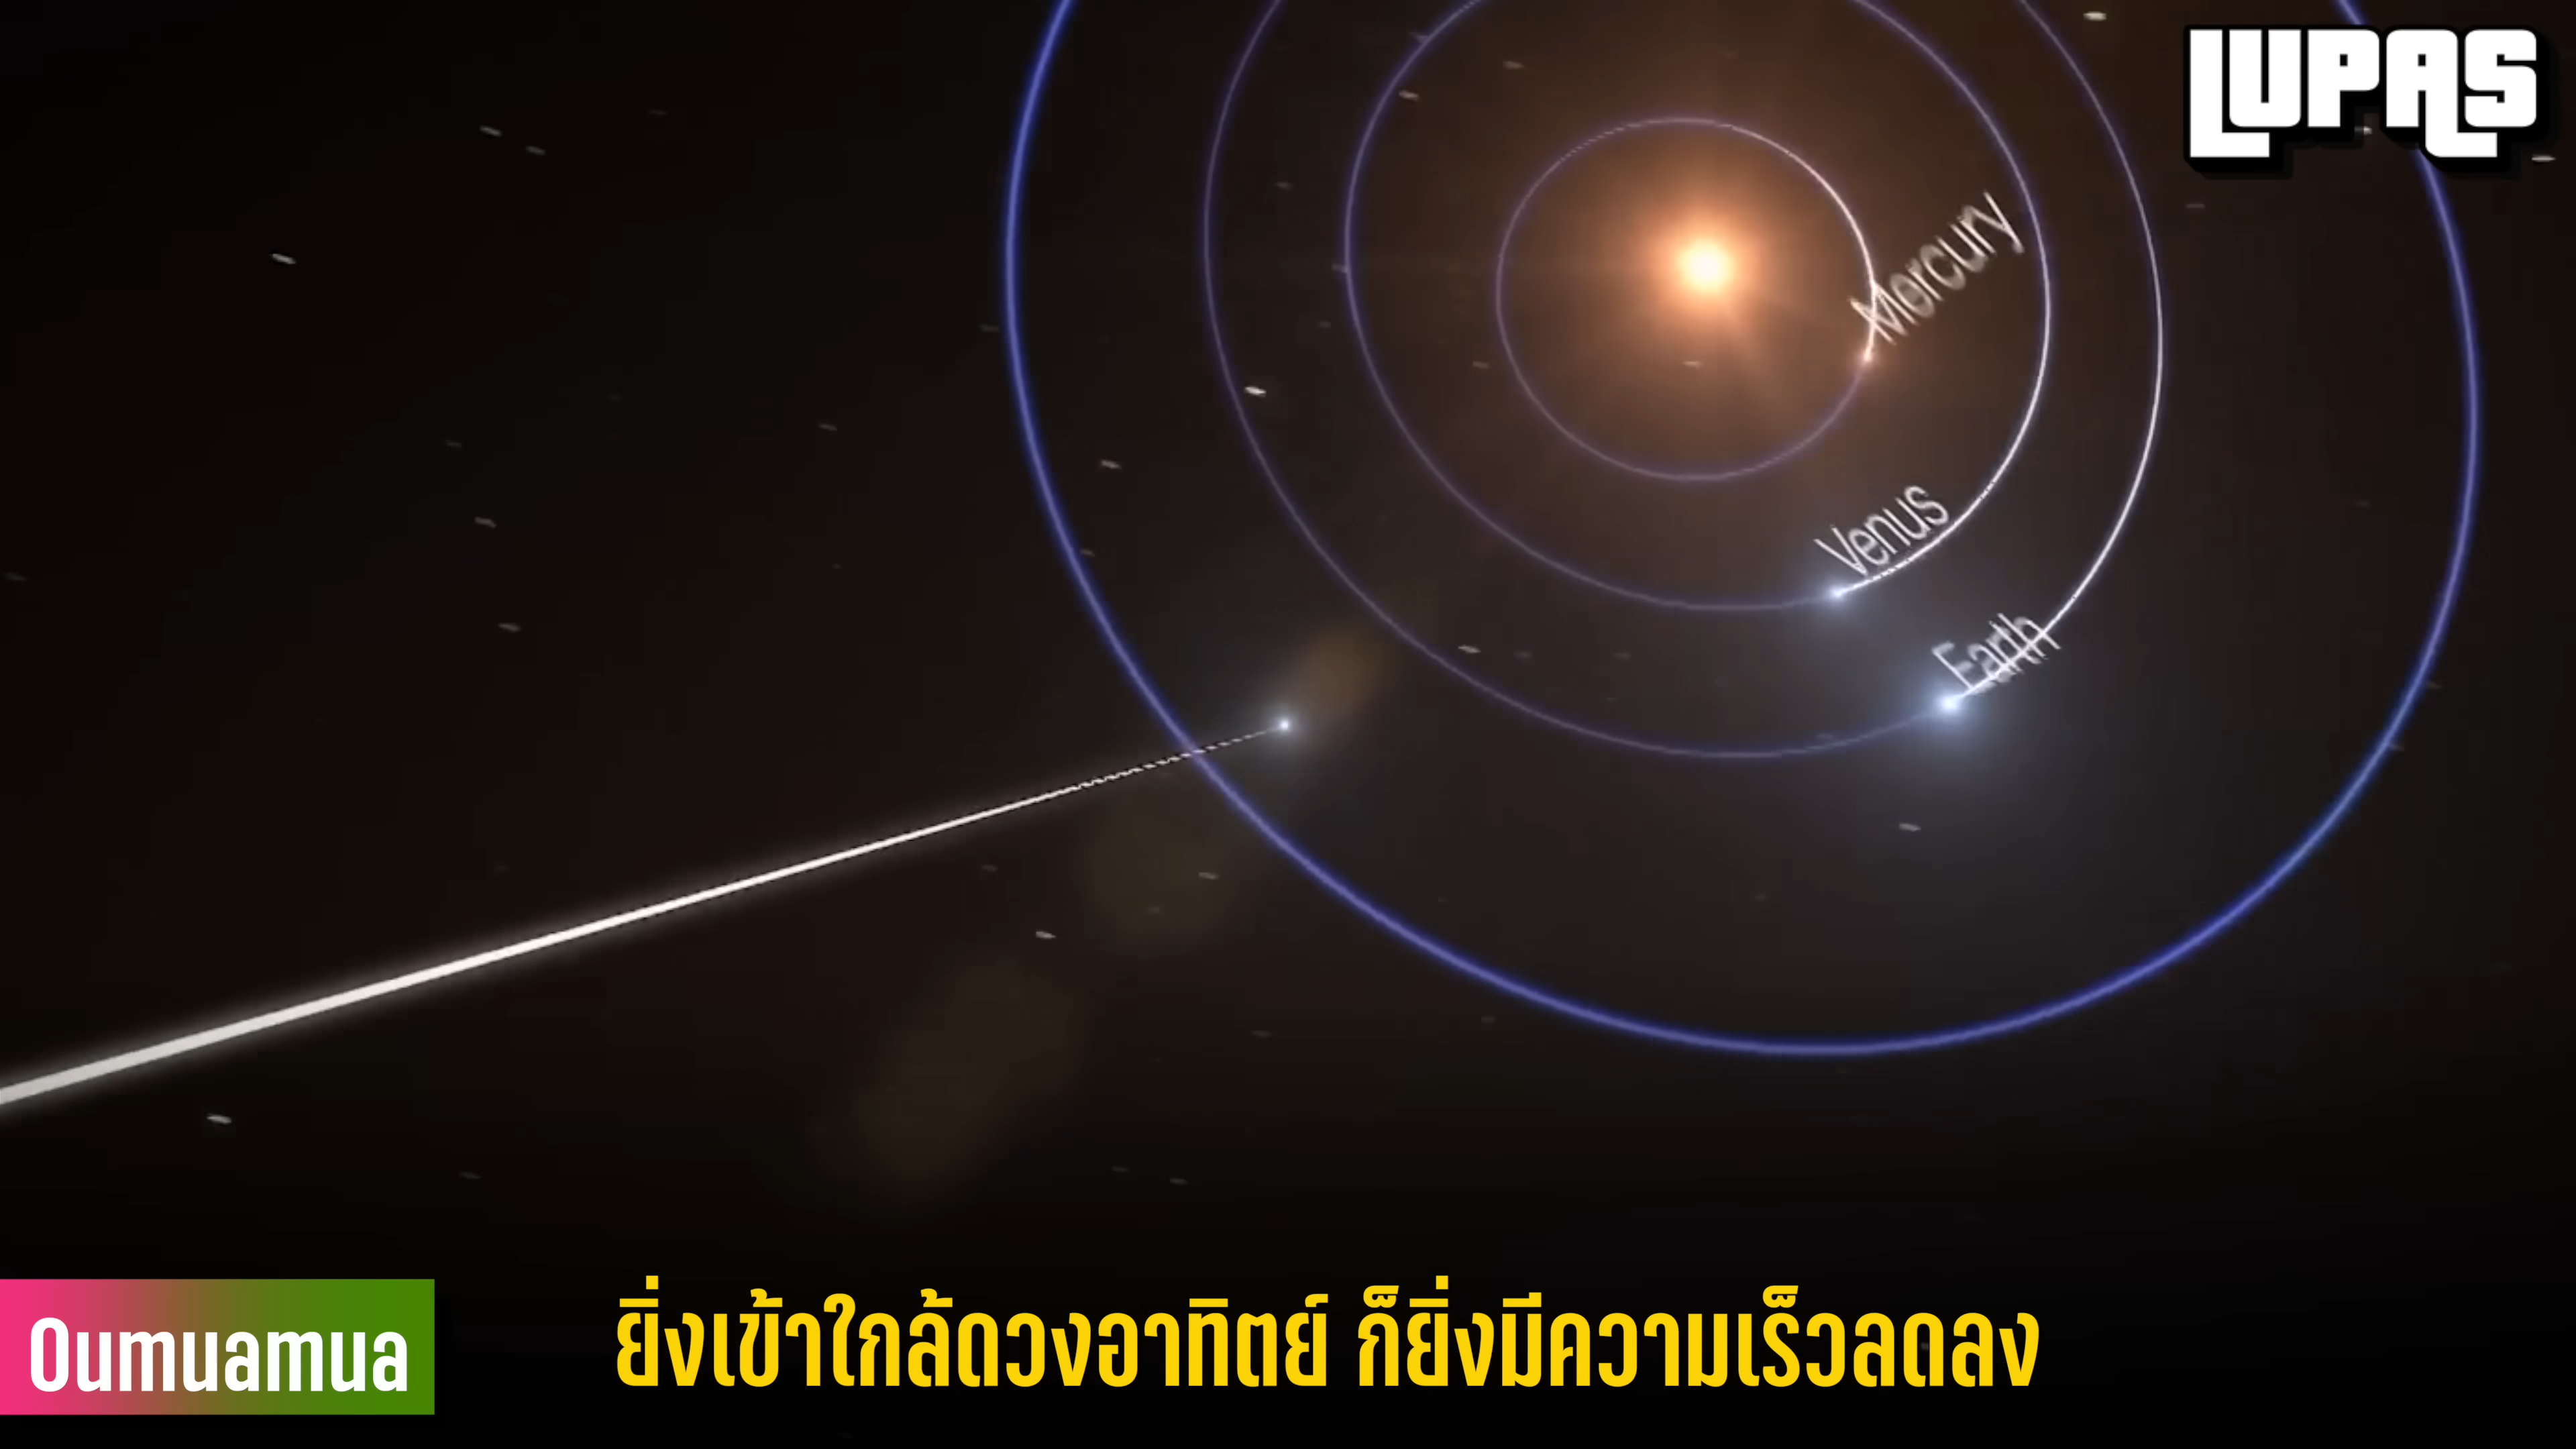 LUPAS
Mercury
Venus
Earth
Oumuamua
ยิ่งเข้าใกล้ดวงอาทิตย์ ก็ยิ่งมีความเร็วลดลง